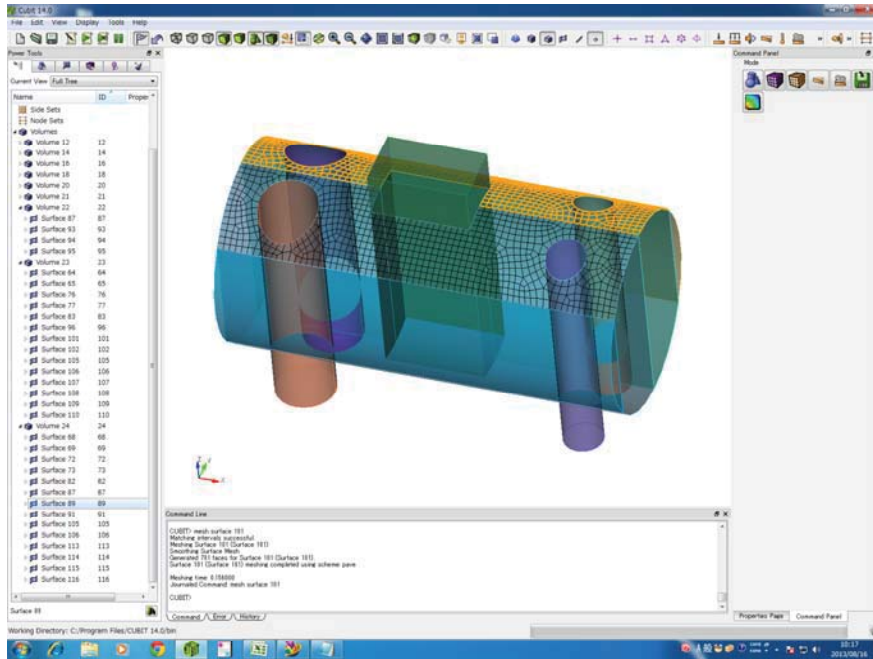 Cubit 14.0
File Edit View Display Tools Help
Power Tools
Command Panel
Mode
Current View Full Tree
Name ID Proper
Side Sets
Node Sets
Volumes
Volume 12 12
Volume 14 14
Volume 16 16
Volume 18 18
Volume 20 20
Volume 21 21
Volume 22 22
Surface 87 87
Surface 93 93
Surface 94 94
Surface 95 95
Volume 23 23
Surface 64 64
Surface 65 65
Surface 76 76
Surface 77 77
Surface 83 83
Surface 96 96
Surface 101 101
Surface 102 102
Surface 105 105
Surface 106 106
Surface 107 107
Surface 108 108
Surface 109 109
Surface 110 110
Volume 24 24
Surface 68 68
Surface 69 69
Surface 72 72
Surface 73 73
Surface 82 82
Surface 87 87
Surface 89 89
Surface 91 91
Surface 105 105
Surface 106 106
Surface 113 113
Surface 114 114
Surface 115 115
Surface 116 116
Surface 89
Command Line
CUBIT> mesh surface 101
Matching intervals successful.
Meshing Surface 101 (Surface 101)
Smoothing Surface Mesh
Generated 781 faces for Surface 101 (Surface 101)
Surface 101 (Surface 101) meshing completed using scheme pave
Meshing time:
Journaled Command: mesh surface 101
CUBIT>
Command Error History
Properties Page Command Panel
Working Directory: C:/Program Files/CUBIT 14.0/bin
10:17
2013/08/16